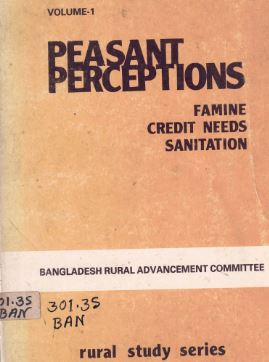 VOLUME-1
PEASANT
PERCEPTIONS
FAMINE
CREDIT NEEDS
SANITATION
BANGLADESH RURAL ADVANCEMENT COMMITTEE
01.35
BAN
301.35
BAN
rural study series